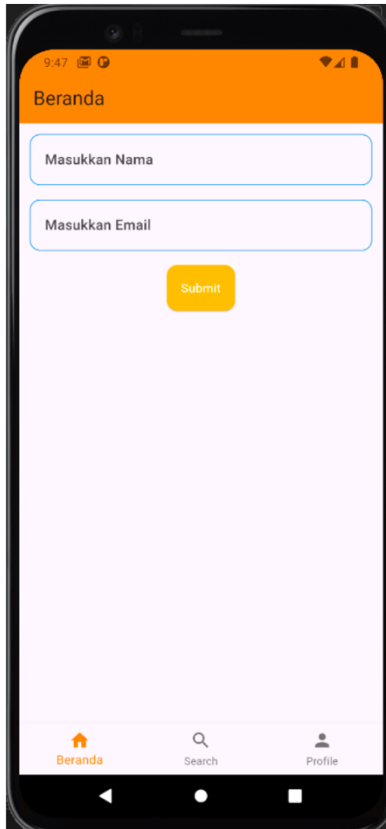 9:47
Beranda
Masukkan Nama
Masukkan Email
Submit
Beranda
Search
Profile